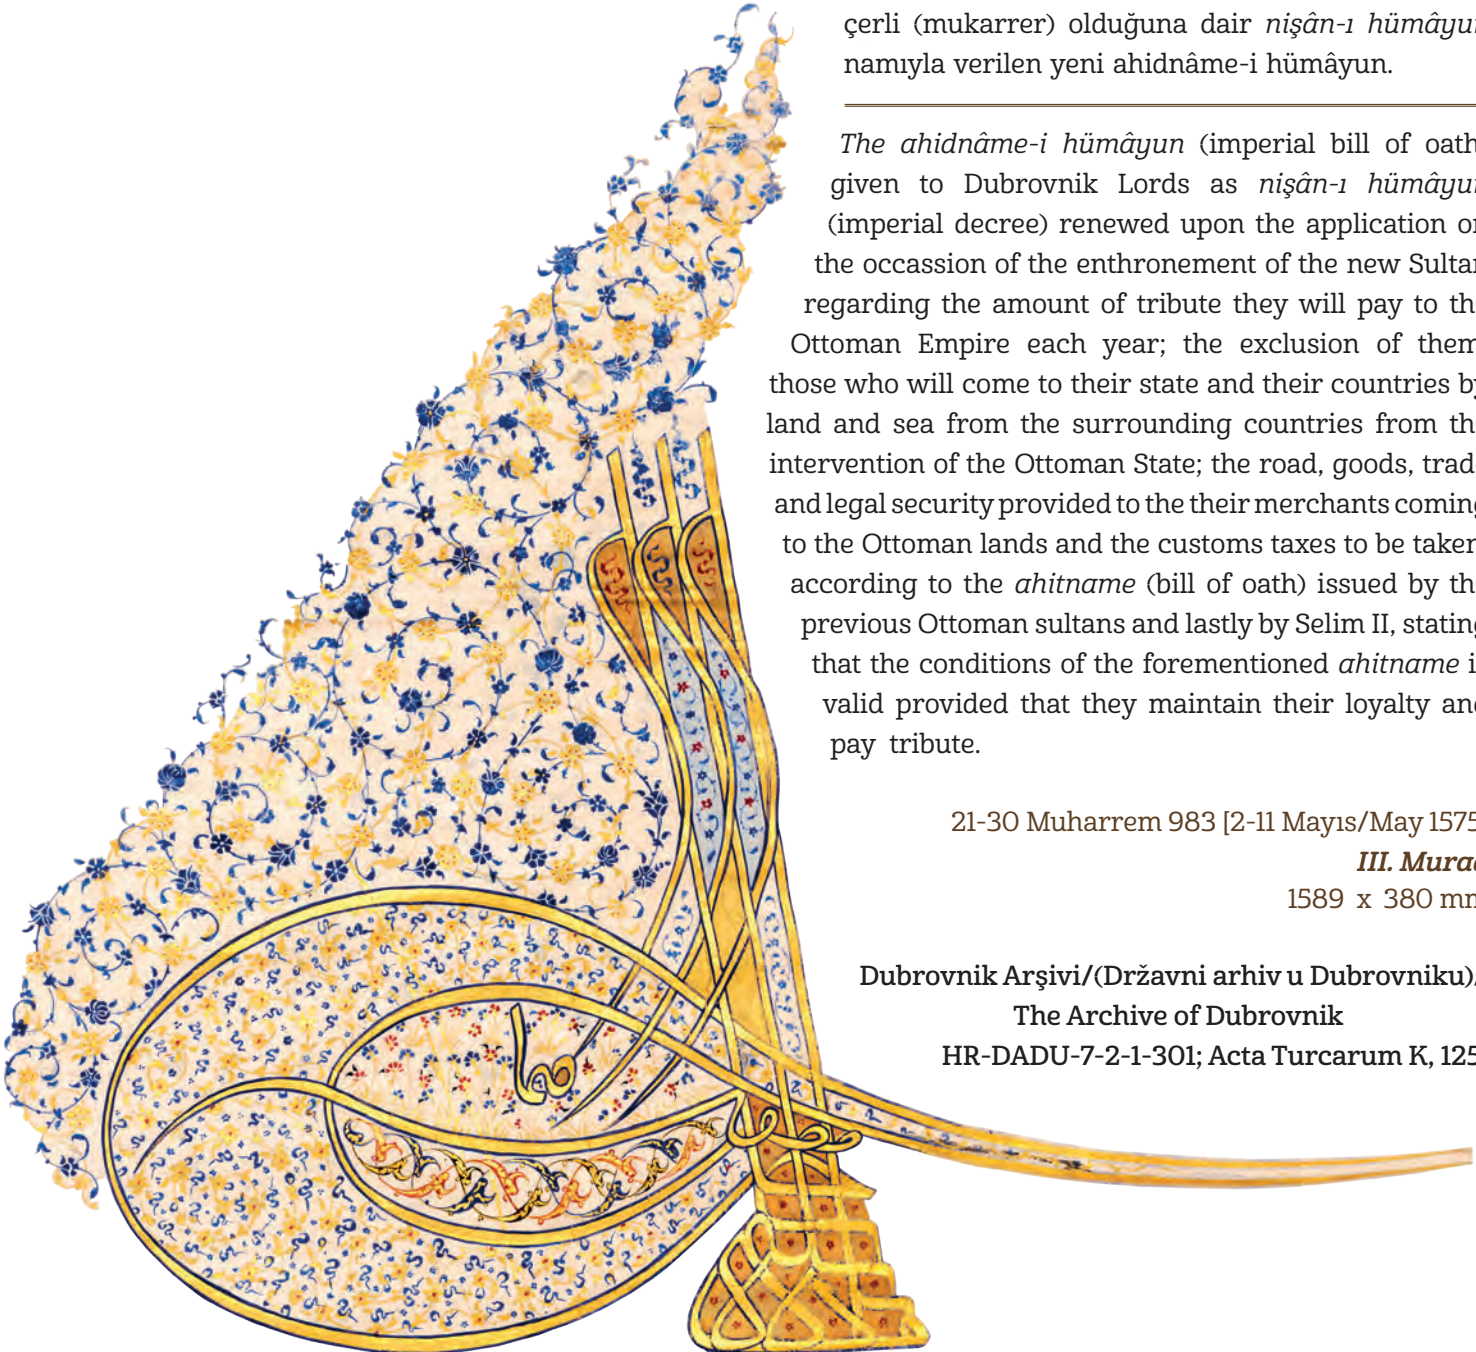 çerli (mukarrer) olduğuna dair nişân-ı hümâyun
namıyla verilen yeni ahidnâme-i hümâyun.
The ahidnâme-i hümâyun (imperial bill of oath
given to Dubrovnik Lords as nişân-ı hümâyun
(imperial decree) renewed upon the application on
the occassion of the enthronement of the new Sultan
regarding the amount of tribute they will pay to the
Ottoman Empire each year; the exclusion of them
those who will come to their state and their countries by
land and sea from the surrounding countries from the
intervention of the Ottoman State; the road, goods, trade
and legal security provided to the their merchants coming
to the Ottoman lands and the customs taxes to be taken
according to the ahitname (bill of oath) issued by the
previous Ottoman sultans and lastly by Selim II, stating
that the conditions of the forementioned ahitname i
valid provided that they maintain their loyalty and
pay tribute.
21-30 Muharrem 983 [2-11 Mayıs/May 1575
III. Murad
1589 x 380 mm
Dubrovnik Arşivi/(Državni arhiv u Dubrovniku)/
The Archive of Dubrovnik
HR-DADU-7-2-1-301; Acta Turcarum K, 125